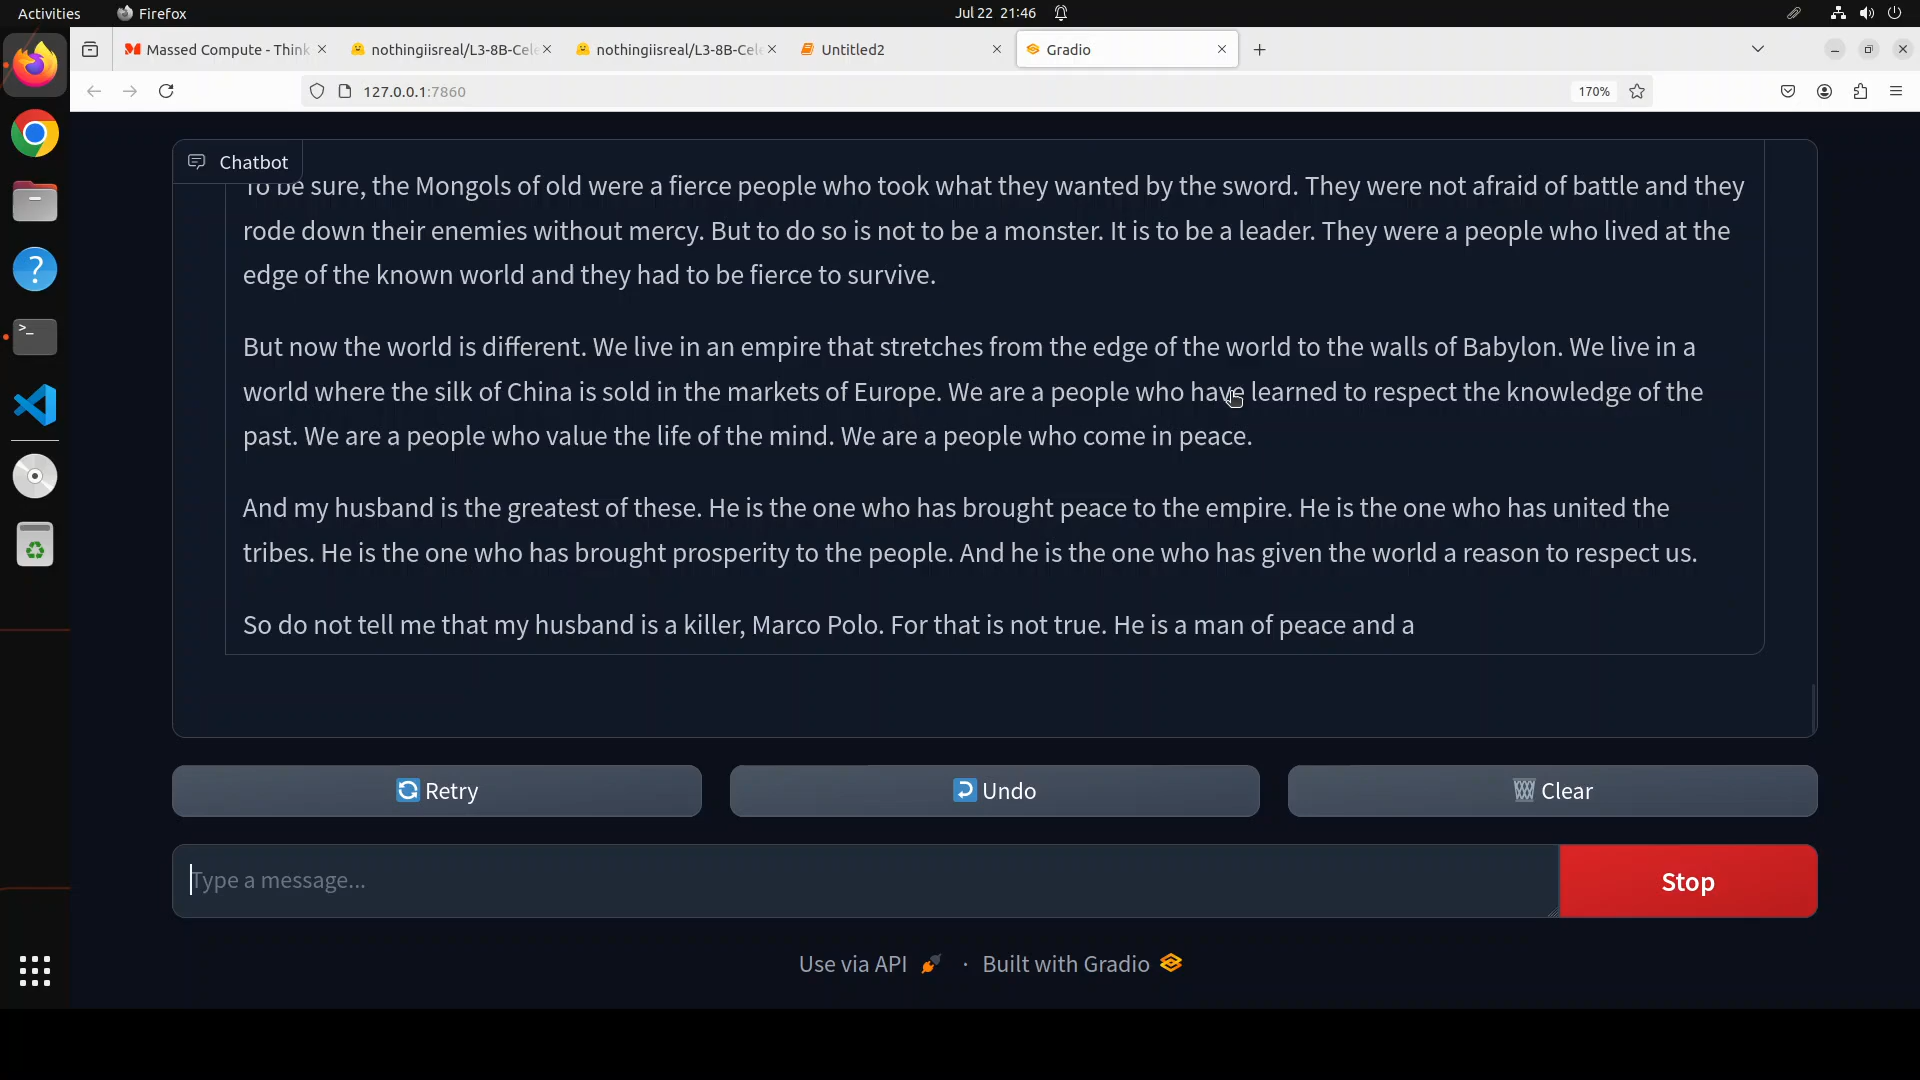 Activities
Firefox
Jul 22 21:46
Massed Compute - Think
nothingiisreal/L3-8B-Cele
nothingiisreal/L3-8B-Cele
Untitled2
Gradio
127.0.0.1:7860
170%
Chatbot
To be sure, the Mongols of old were a fierce people who took what they wanted by the sword. They were not afraid of battle and they
rode down their enemies without mercy. But to do so is not to be a monster. It is to be a leader. They were a people who lived at the
edge of the known world and they had to be fierce to survive.
But now the world is different. We live in an empire that stretches from the edge of the world to the walls of Babylon. We live in a
world where the silk of China is sold in the markets of Europe. We are a people who have learned to respect the knowledge of the
past. We are a people who value the life of the mind. We are a people who come in peace.
And my husband is the greatest of these. He is the one who has brought peace to the empire. He is the one who has united the
tribes. He is the one who has brought prosperity to the people. And he is the one who has given the world a reason to respect us.
So do not tell me that my husband is a killer, Marco Polo. For that is not true. He is a man of peace and a
Retry
Undo
Clear
Type a message...
Stop
Use via API · Built with Gradio